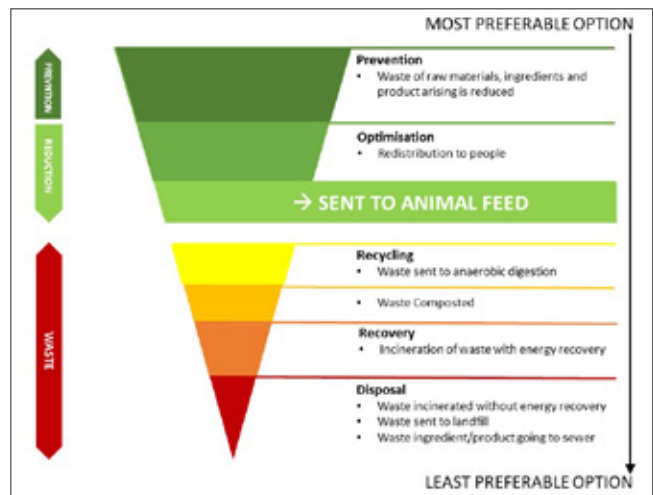 MOST PREFERABLE OPTION
PREVENTION
Prevention
• Waste of raw materials, ingredients and
product arising is reduced
REDUCTION
Optimisation
• Redistribution to people
→ SENT TO ANIMAL FEED
WASTE
Recycling
• Waste sent to anaerobic digestion
• Waste Composted
Recovery
• Incineration of waste with energy recovery
Disposal
• Waste incinerated without energy recovery
• Waste sent to landfill
• Waste ingredient/product going to sewer
LEAST PREFERABLE OPTION